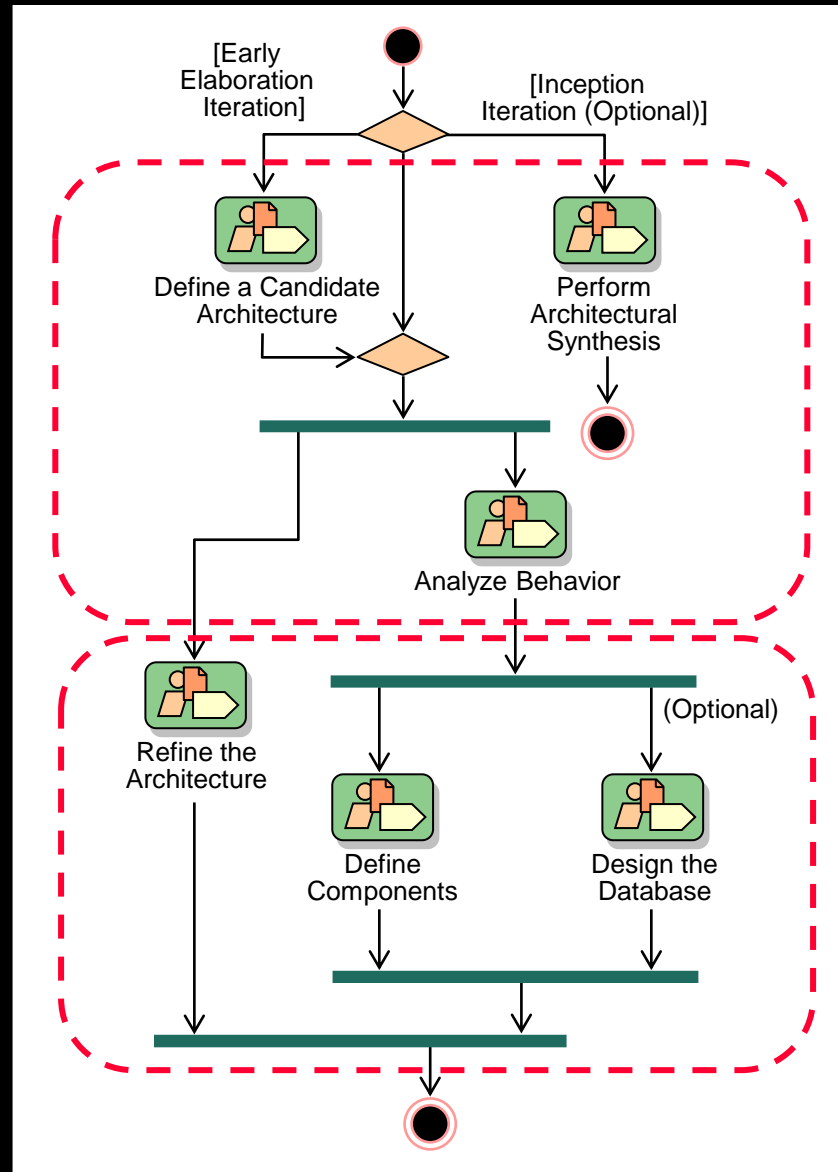 [Early
Elaboration
Iteration]
[Inception
Iteration (Optional)]
Define a Candidate
Architecture
Perform
Architectural
Synthesis
Analyze Behavior
(Optional)
Refine the
Architecture
Define
Components
Design the
Database